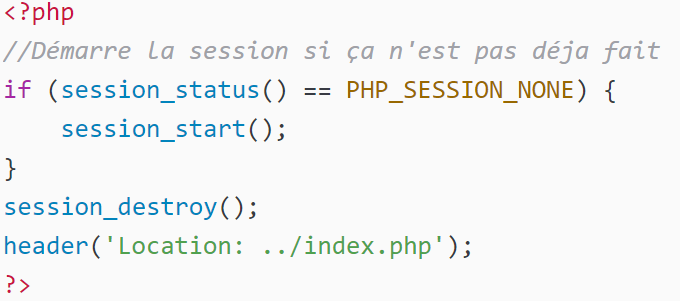 <?php
//Démarre la session si ça n'est pas déja fait
if (session_status() == PHP_SESSION_NONE) {
    session_start();
}
session_destroy();
header('Location: ../index.php');
?>